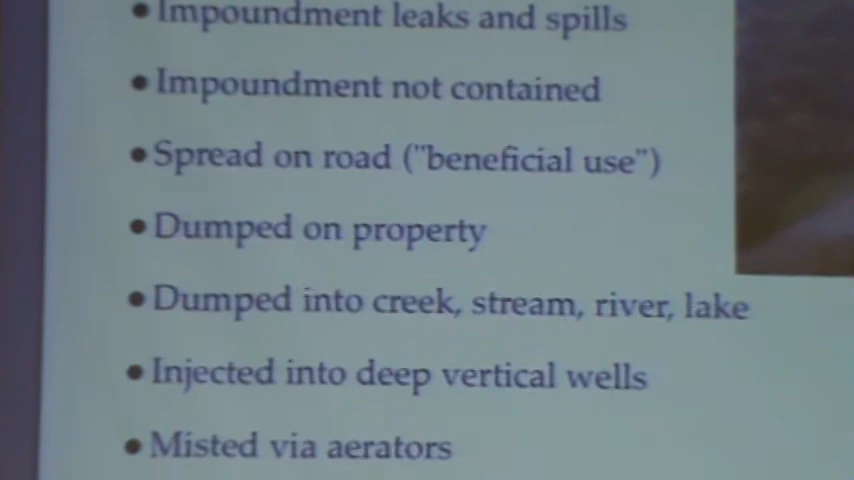 •Impoundment leaks and spills
•Impoundment not contained
•Spread on road ("beneficial use")
•Dumped on property
•Dumped into creek, stream, river, lake
•Injected into deep vertical wells
•Misted via aerators